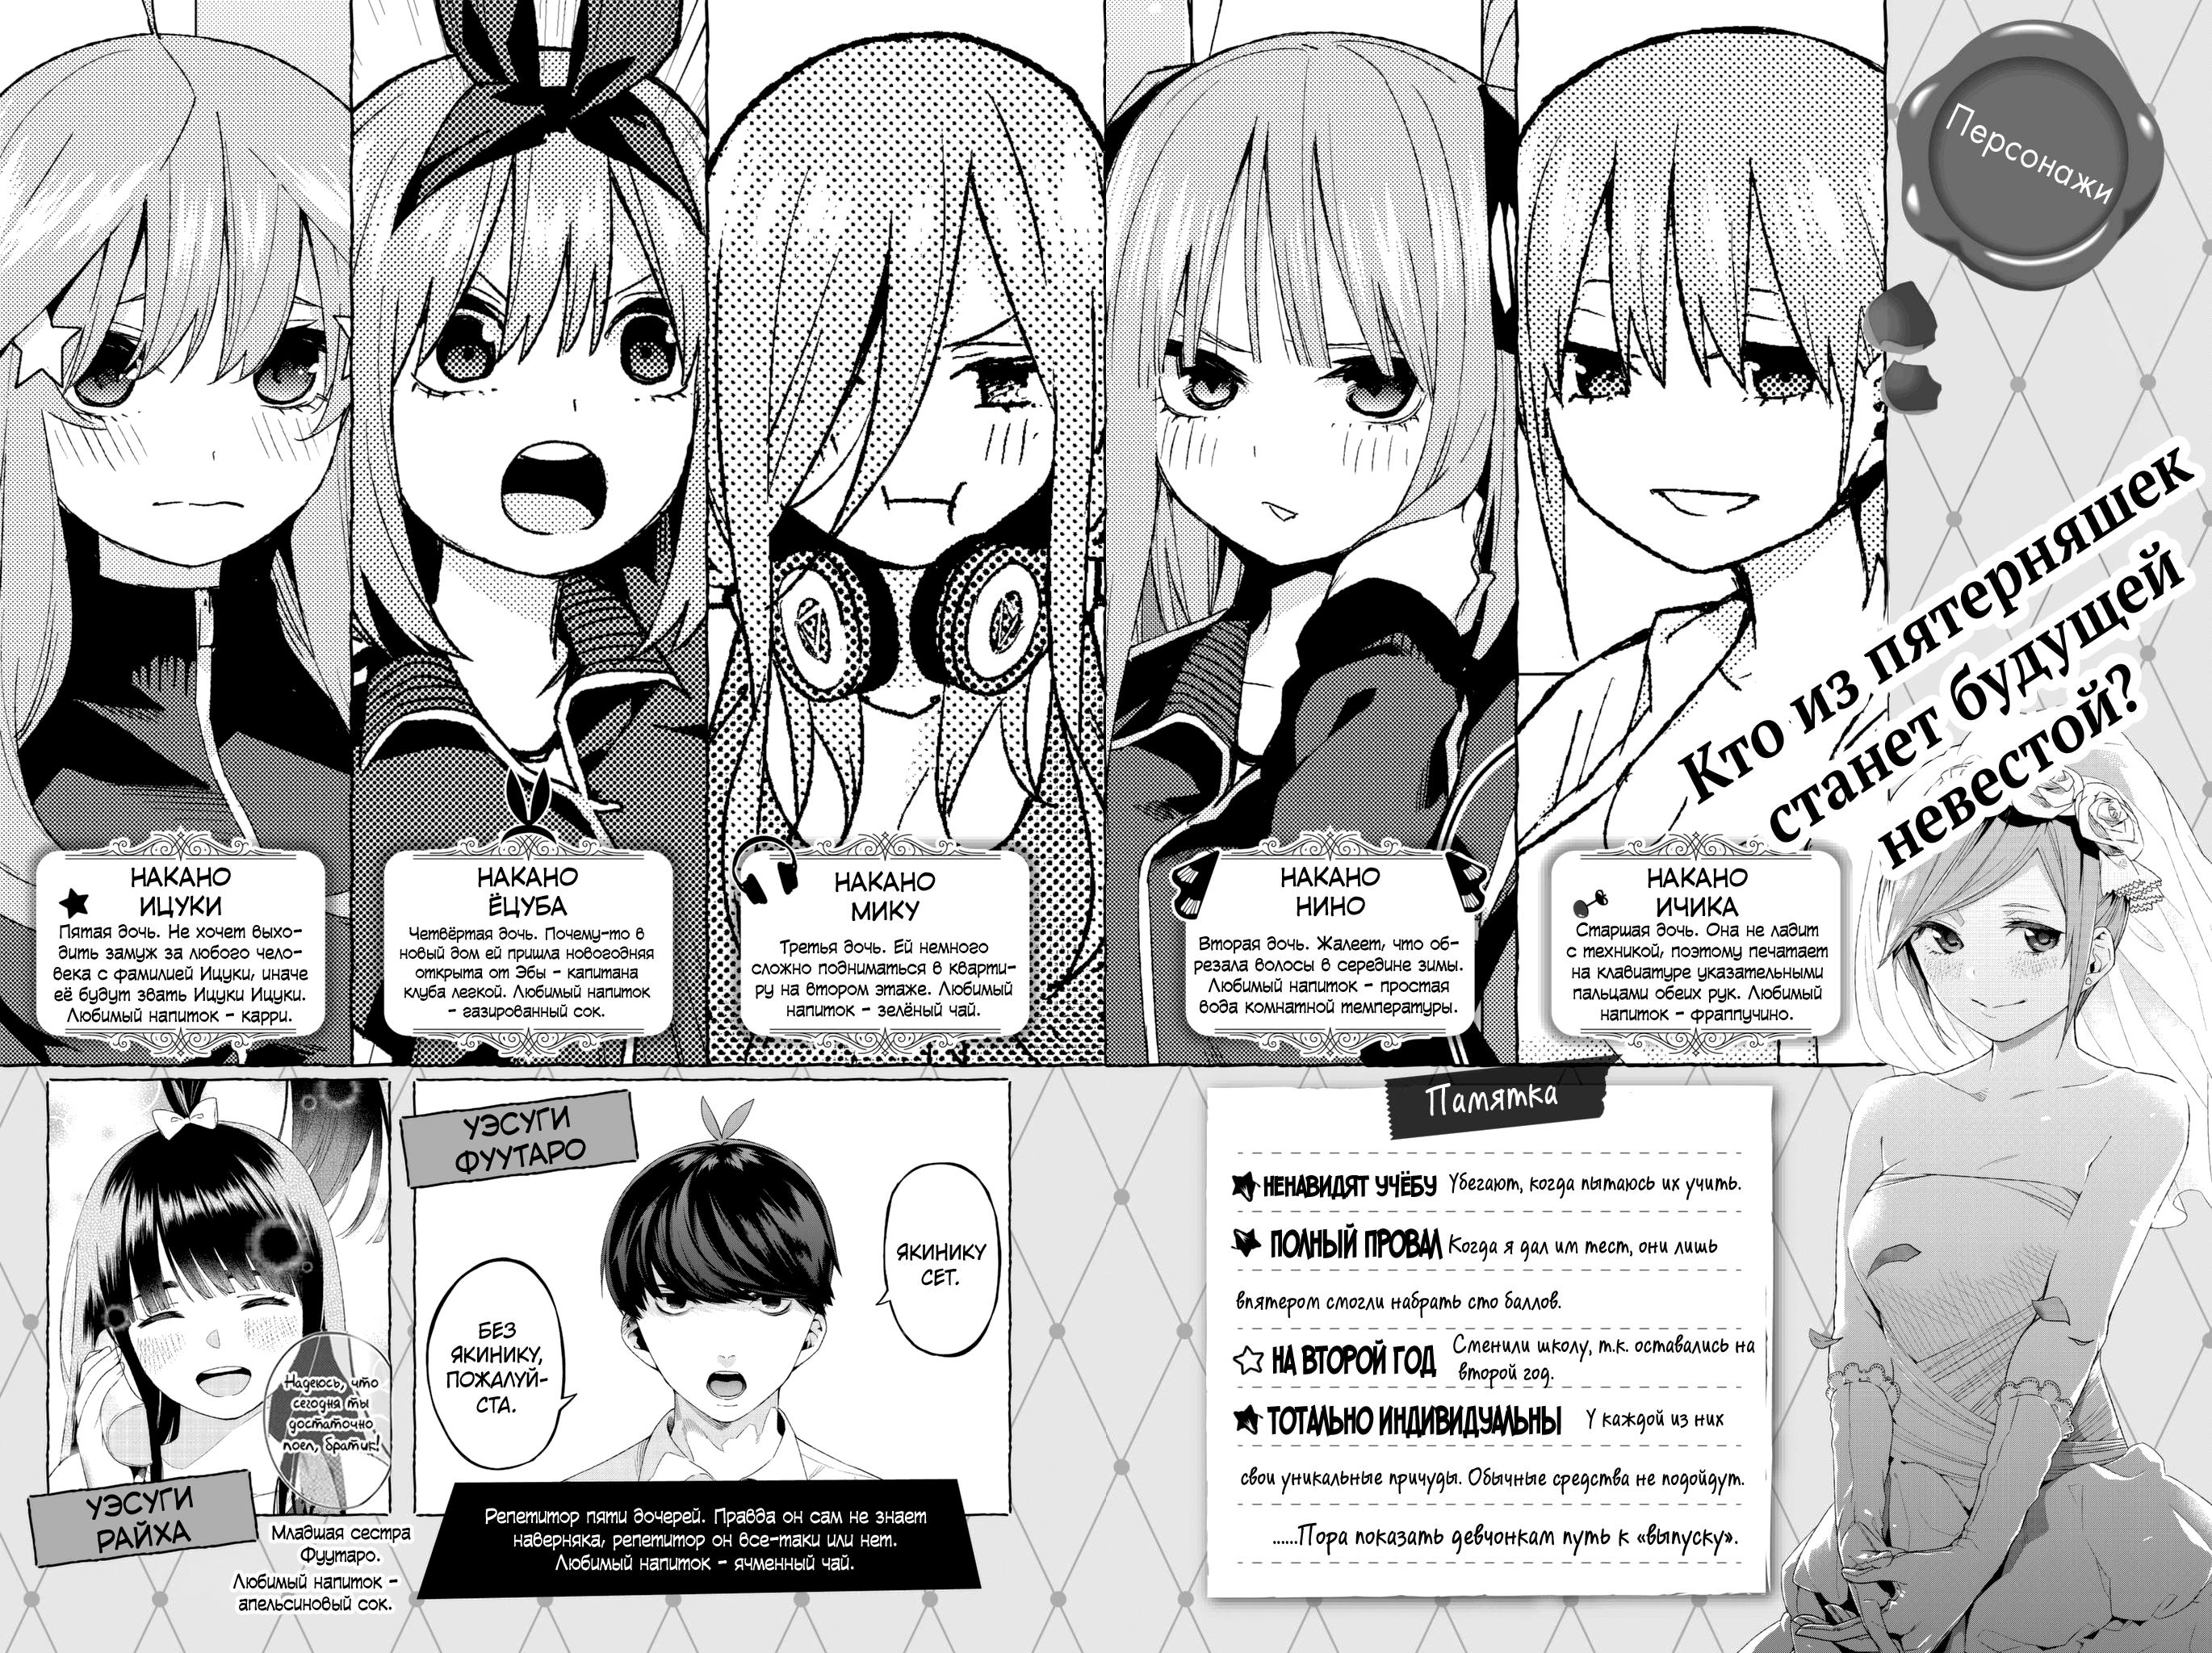 Персонажи
Кто из пятерняшек
станет будущей
невестой?
НАКАНО
ИЧИКА
Старшая дочь. Она не ладит
с техникой, поэтому печатает
на клавиатуре указательными
пальцами обеих рук. Любимый
напиток – фраппучино.
НАКАНО
НИНО
Вторая дочь. Жалеет, что об-
резала волосы в середине зимы.
Любимый напиток – простая
вода комнатной температуры.
НАКАНО
МИКУ
Третья дочь. Ей немного
сложно подниматься в кварти-
ру на втором этаже. Любимый
напиток – зелёный чай.
НАКАНО
ЁЦУБА
Четвёртая дочь. Почему-то в
новый дом ей пришла новогодняя
открыта от Эбы – капитана
клуба легкой. Любимый напиток
– газированный сок.
НАКАНО
ИЦУКИ
Пятая дочь. Не хочет выхо-
дить замуж за любого чело-
века с фамилией Ицуки, иначе
её будут звать Ицуки Ицуки.
Любимый напиток – карри.
Памятка
НЕНАВИДЯТ УЧЁБУ Убегают, когда пытаюсь их учить.
ПОЛНЫЙ ПРОВАЛ Когда я дал им тест, они лишь
впятером смогли набрать сто баллов.
НА ВТОРОЙ ГОД Сменили школу, т.к. оставались на
второй год.
ТОТАЛЬНО ИНДИВИДУАЛЬНЫ У каждой из них
свои уникальные причуды. Обычные средства не подойдут.
......Пора показать девчонкам путь к «выпуску».
УЭСУГИ
ФУУТАРО
ЯКИНИКУ
СЕТ.
БЕЗ
ЯКИНИКУ,
ПОЖАЛУЙ-
СТА.
Репетитор пяти дочерей. Правда он сам не знает
наверняка, репетитор он все-таки или нет.
Любимый напиток – ячменный чай.
Надеюсь, что
сегодня ты
достаточно
поел, братик!
УЭСУГИ
РАЙХА
Младшая сестра
Фуутаро.
Любимый напиток –
апельсиновый сок.